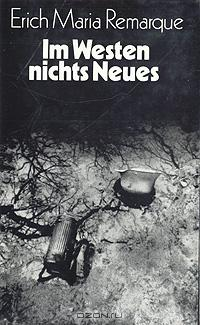 Erich Maria Remarque
Im Westen
nichts Neues
OZON.RU